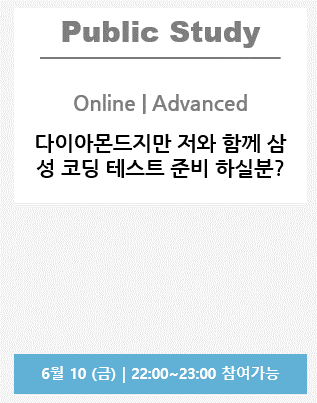 Public Study
Online | Advanced
다이아몬드지만 저와 함께 삼
성 코딩 테스트 준비 하실분?
6월 10 (금) | 22:00~23:00 참여가능